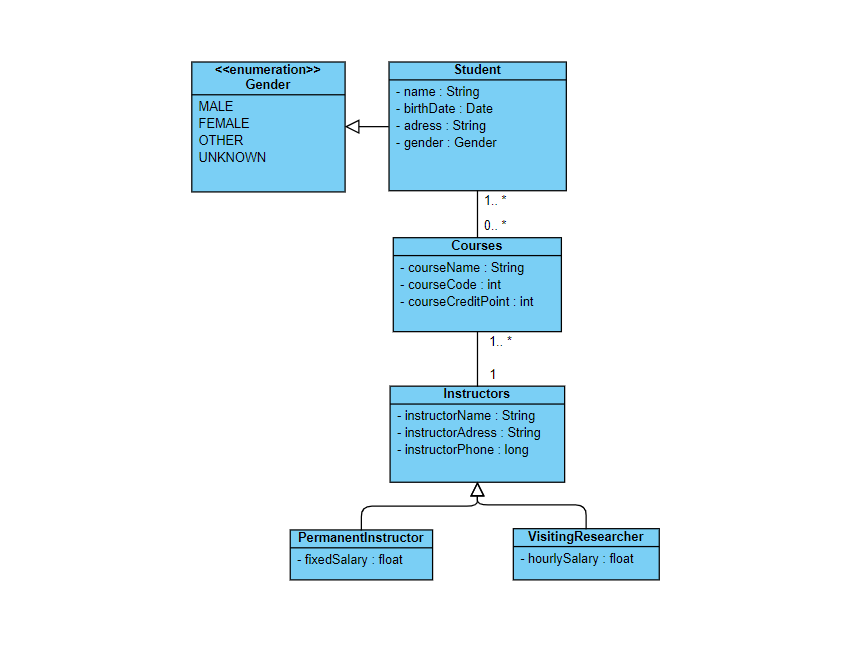 <<enumeration>>
Gender
MALE
FEMALE
OTHER
UNKNOWN
Student
- name : String
- birthDate : Date
- adress : String
- gender : Gender
1.. *
0.. *
Courses
- courseName : String
- courseCode : int
- courseCreditPoint : int
1.. *
1
Instructors
- instructorName : String
- instructorAdress : String
- instructorPhone : long
PermanentInstructor
- fixedSalary : float
VisitingResearcher
- hourlySalary : float